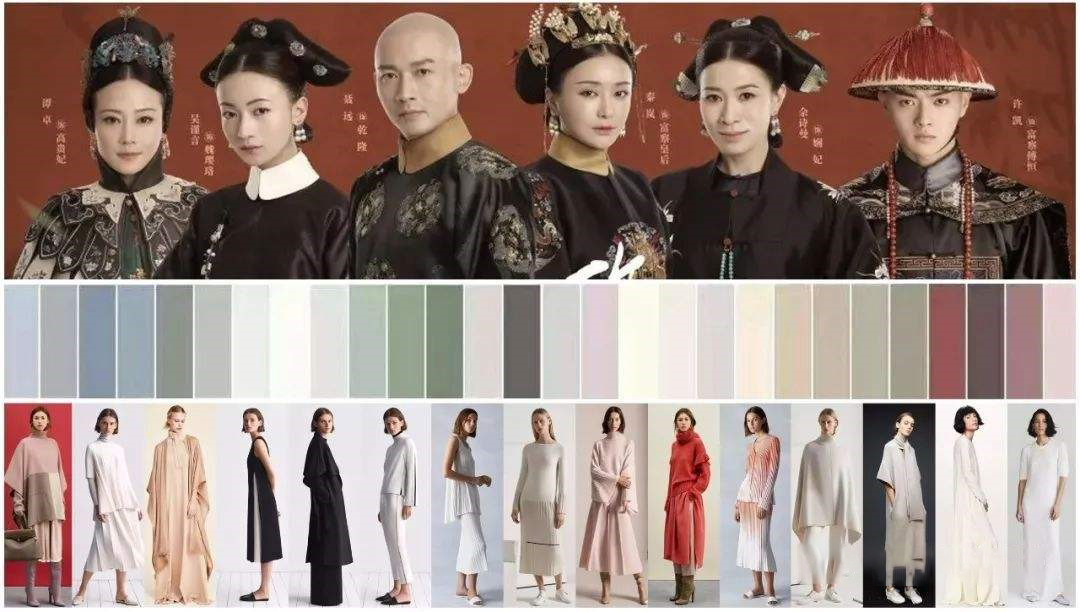 谭卓
饰 高贵妃
吴谨言
饰 魏璎珞
聂远
饰 乾隆
秦岚
饰 富察皇后
佘诗曼
饰 娴妃
许凯
饰 富察傅恒